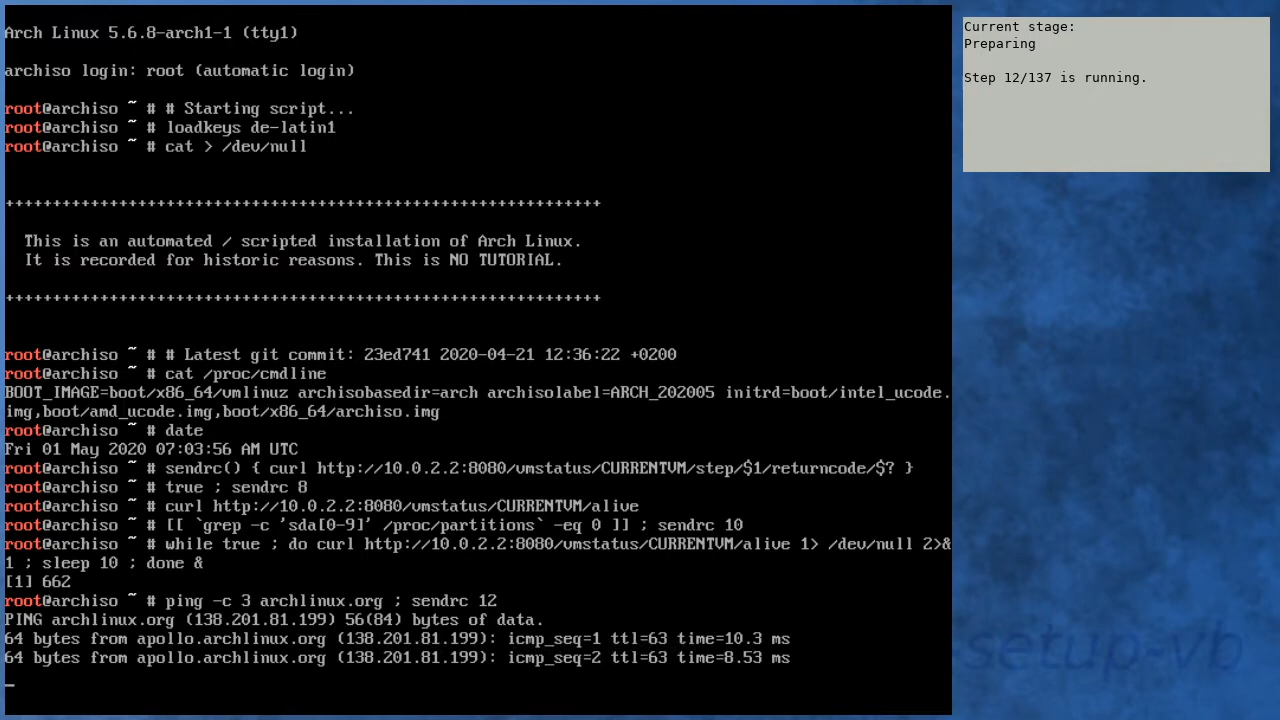 Arch Linux 5.6.8-arch1-1 (tty1)
archiso login: root (automatic login)
root@archiso ~ # # Starting script...
root@archiso ~ # loadkeys de-latin1
root@archiso ~ # cat > /dev/null
+++++++++++++++++++++++++++++++++++++++++++++++++++++++++++++++
This is an automated / scripted installation of Arch Linux.
It is recorded for historic reasons. This is NO TUTORIAL.
+++++++++++++++++++++++++++++++++++++++++++++++++++++++++++++++
root@archiso ~ # # Latest git commit: 23ed741 2020-04-21 12:36:22 +0200
root@archiso ~ # cat /proc/cmdline
BOOT_IMAGE=boot/x86_64/vmlinuz archisobasedir=arch archisolabel=ARCH_202005 initrd=boot/intel_ucode.
img,boot/amd_ucode.img,boot/x86_64/archiso.img
root@archiso ~ # date
Fri 01 May 2020 07:03:56 AM UTC
root@archiso ~ # sendrc() { curl http://10.0.2.2:8080/vmstatus/CURRENTVM/step/$1/returncode/$? }
root@archiso ~ # true ; sendrc 8
root@archiso ~ # curl http://10.0.2.2:8080/vmstatus/CURRENTVM/alive
root@archiso ~ # [[ `grep -c 'sda[0-9]' /proc/partitions` -eq 0 ]] ; sendrc 10
root@archiso ~ # while true ; do curl http://10.0.2.2:8080/vmstatus/CURRENTVM/alive 1> /dev/null 2>&
1 ; sleep 10 ; done &
[1] 662
root@archiso ~ # ping -c 3 archlinux.org ; sendrc 12
PING archlinux.org (138.201.81.199) 56(84) bytes of data.
64 bytes from apollo.archlinux.org (138.201.81.199): icmp_seq=1 ttl=63 time=10.3 ms
64 bytes from apollo.archlinux.org (138.201.81.199): icmp_seq=2 ttl=63 time=8.53 ms
_
Current stage:
Preparing
Step 12/137 is running.
-setup-vb